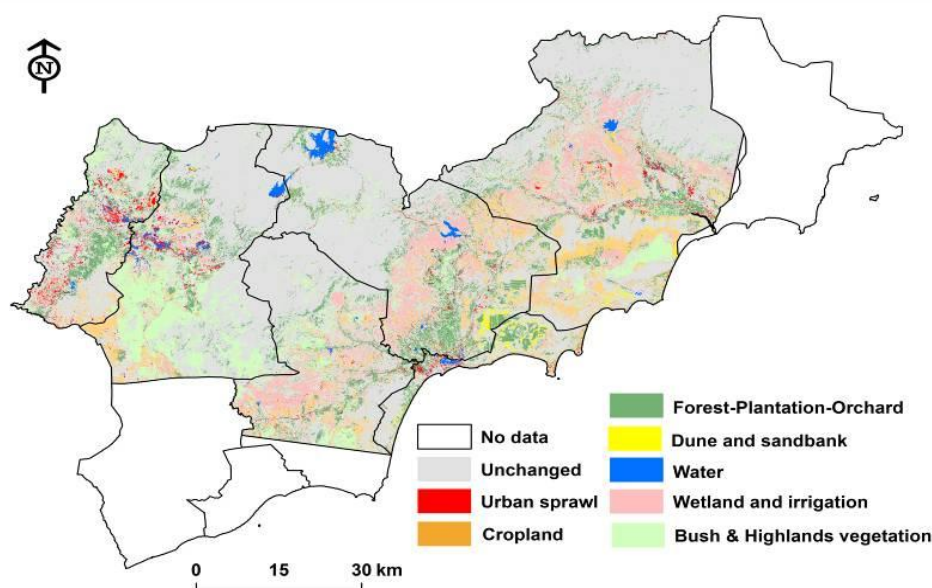 N
No data
Unchanged
Urban sprawl
Cropland
Forest-Plantation-Orchard
Dune and sandbank
Water
Wetland and irrigation
Bush & Highlands vegetation
0 15 30 km